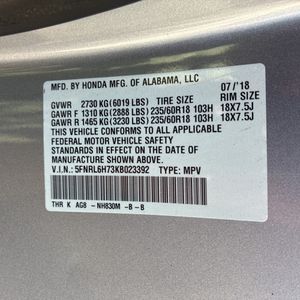 MFD. BY HONDA MFG. OF ALABAMA, LLC
07/'18
GVWR 2730 KG (6019 LBS) TIRE SIZE RIM SIZE
GAWR F 1310 KG (2888 LBS) 235/60R18 103H 18X7.5J
GAWR R 1465 KG (3230 LBS) 235/60R18 103H 18X7.5J
THIS VEHICLE CONFORMS TO ALL APPLICABLE
FEDERAL MOTOR VEHICLE SAFETY
STANDARDS IN EFFECT ON THE DATE OF
MANUFACTURE SHOWN ABOVE.
V.I.N.: 5FNRL6H73KB023392 TYPE: MPV
THR K AG8 -NH830M -B -B